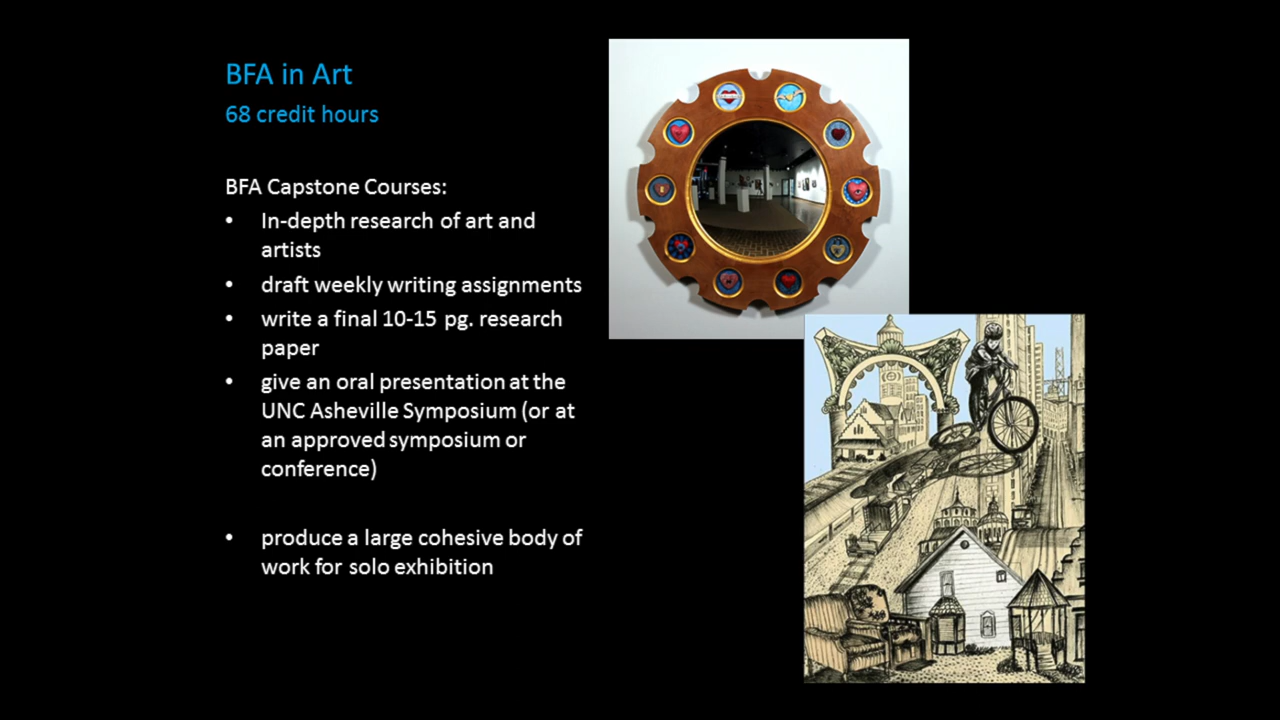 BFA in Art
68 credit hours
BFA Capstone Courses:
• In-depth research of art and
artists
• draft weekly writing assignments
• write a final 10-15 pg. research
paper
• give an oral presentation at the
UNC Asheville Symposium (or at
an approved symposium or
conference)
• produce a large cohesive body of
work for solo exhibition